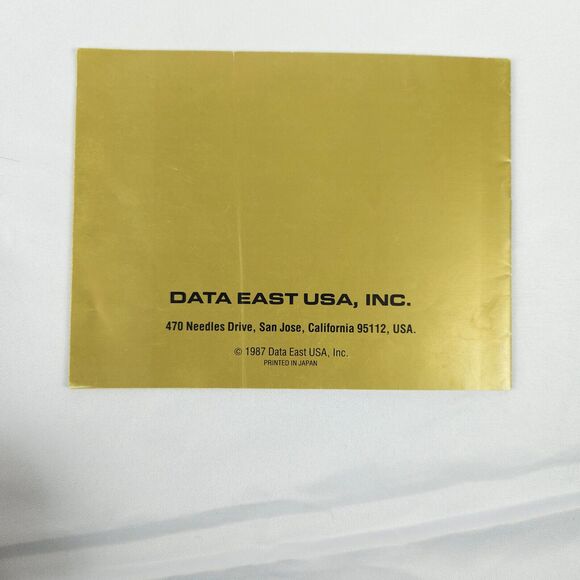 DATA EAST USA, INC.
470 Needles Drive, San Jose, California 95112, USA.
© 1987 Data East USA, Inc.
PRINTED IN JAPAN